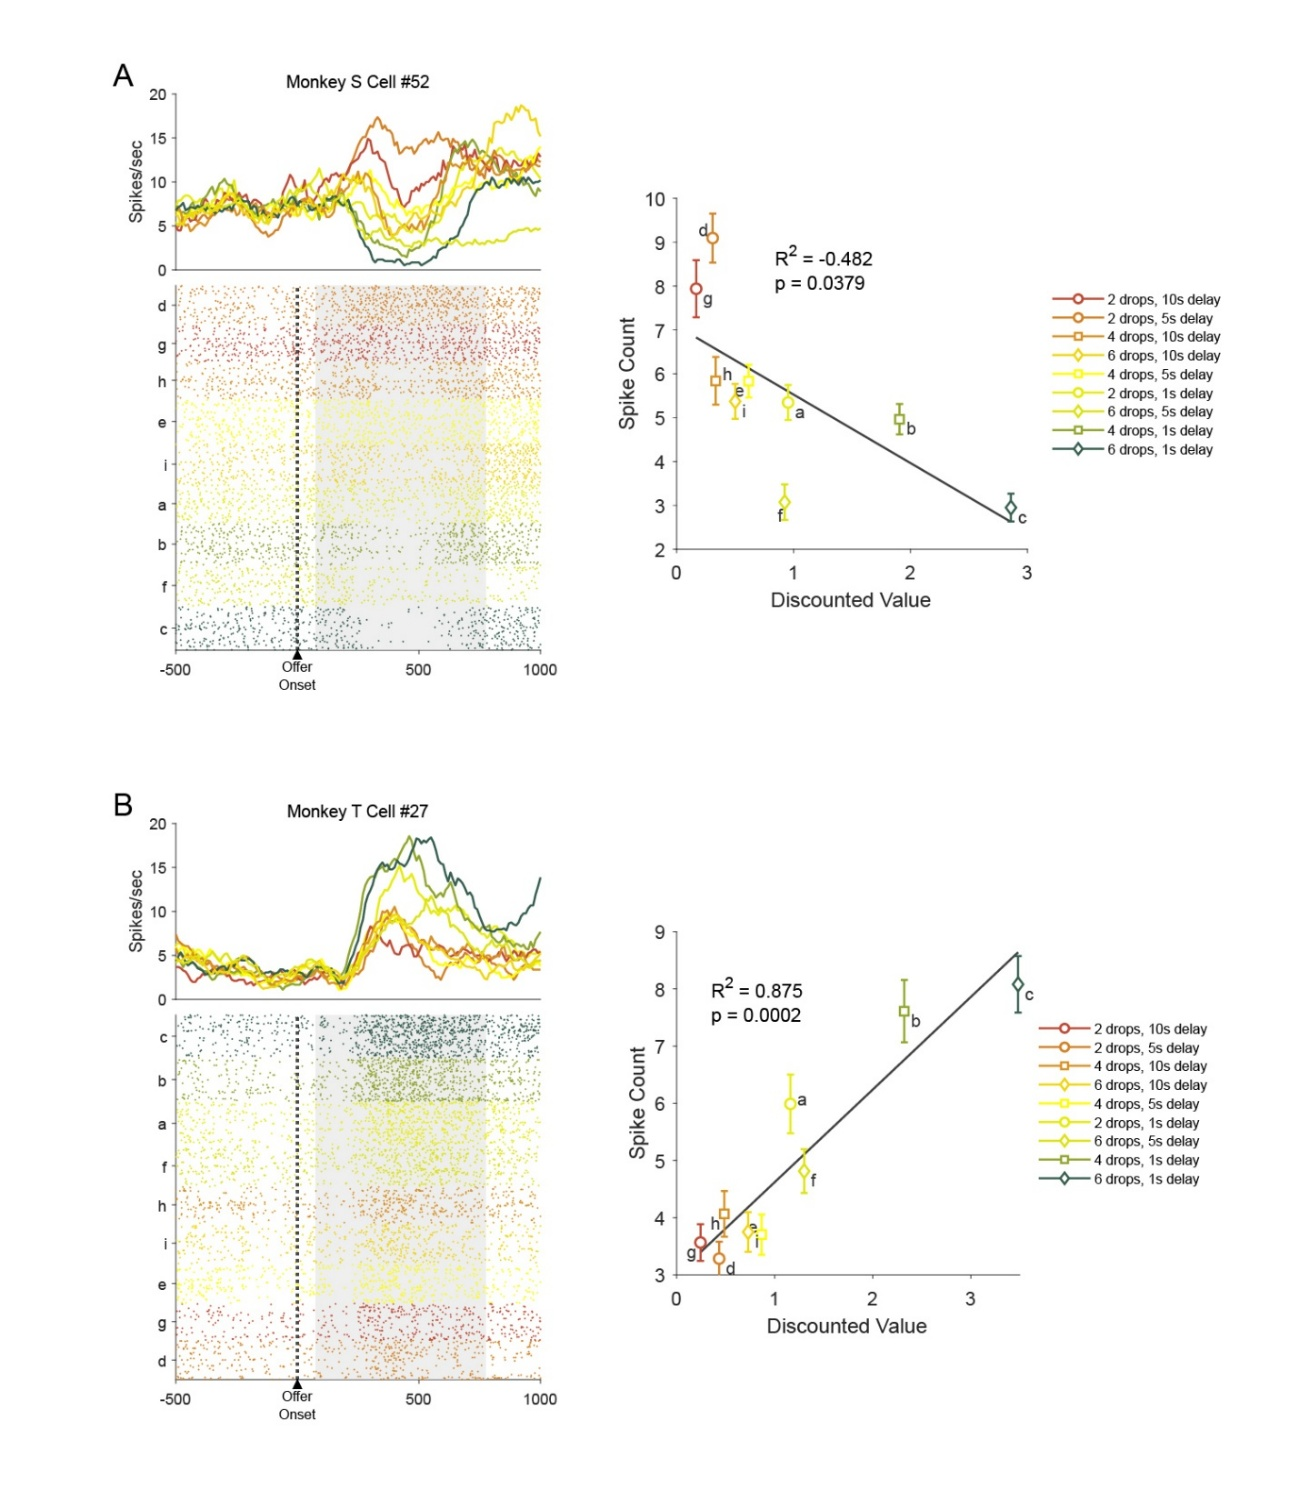 A
Monkey S Cell #52
20
15
10
5
0
Spikes/sec
d
g
h
e
i
a
b
f
c
-500
Offer
Onset
500
1000
10
9
8
7
6
5
4
3
2
Spike Count
R2 = -0.482
p = 0.0379
d
g
h
e
i
a
b
f
c
0
1
2
3
Discounted Value
2 drops, 10s delay
2 drops, 5s delay
4 drops, 10s delay
6 drops, 10s delay
4 drops, 5s delay
2 drops, 1s delay
6 drops, 5s delay
4 drops, 1s delay
6 drops, 1s delay
B
Monkey T Cell #27
20
15
10
5
0
Spikes/sec
c
b
a
f
h
i
e
g
d
-500
Offer
Onset
500
1000
9
8
7
6
5
4
3
Spike Count
R2 = 0.875
p = 0.0002
c
b
a
f
h
e
i
g
d
0
1
2
3
Discounted Value
2 drops, 10s delay
2 drops, 5s delay
4 drops, 10s delay
6 drops, 10s delay
4 drops, 5s delay
2 drops, 1s delay
6 drops, 5s delay
4 drops, 1s delay
6 drops, 1s delay